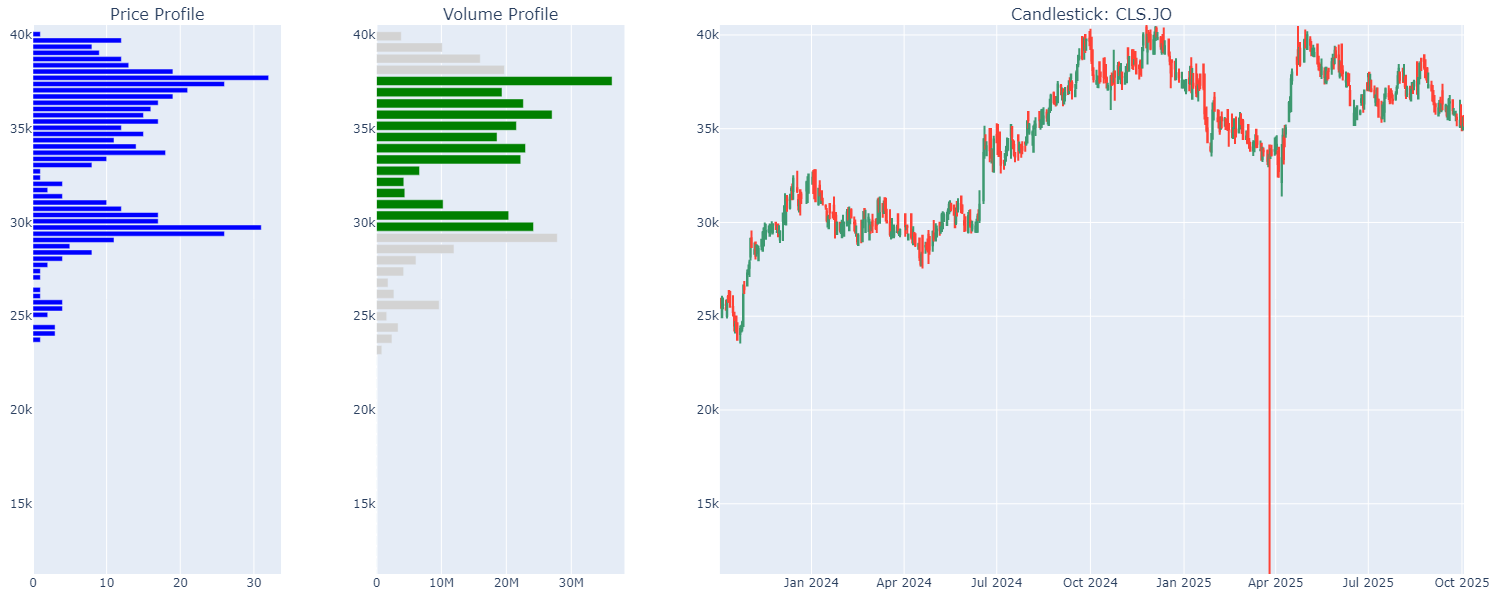 Price Profile
Volume Profile
Candlestick: CLS.JO
40k
35k
30k
25k
20k
15k
0
10
20
30
40k
35k
30k
25k
20k
15k
0
10M
20M
30M
40k
35k
30k
25k
20k
15k
Jan 2024
Apr 2024
Jul 2024
Oct 2024
Jan 2025
Apr 2025
Jul 2025
Oct 2025